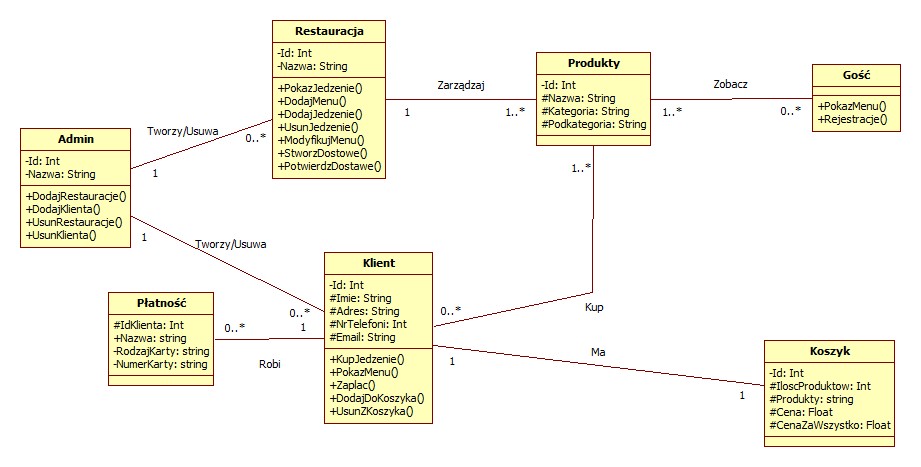 Restauracja
-Id: Int
-Nazwa: String
+PokazJedzenie()
+DodajMenu()
+DodajJedzenie()
+UsunJedzenie()
+ModyfikujMenu()
+StworzDostowe()
+PotwierdzDostawe()
Zarządzaj
1
1..*
Produkty
-Id: Int
#Nazwa: String
#Kategoria: String
#Podkategoria: String
Zobacz
1..*
0..*
Gość
+PokazMenu()
+Rejestracje()
Admin
-Id: Int
-Nazwa: String
+DodajRestauracje()
+DodajKlienta()
+UsunRestauracje()
+UsunKlienta()
Tworzy/Usuwa
1
0..*
Tworzy/Usuwa
1
0..*
1..*
Kup
0..*
Klient
-Id: Int
#Imie: String
#Adres: String
#NrTelefoni: Int
#Email: String
+KupJedzenie()
+PokazMenu()
+Zaplac()
+DodajDoKoszyka()
+UsunZKoszyka()
Płatność
#IdKlienta: Int
+Nazwa: string
-RodzajKarty: string
-NumerKarty: string
0..*
1
Robi
Ma
1
1
Koszyk
-Id: Int
#IloscProduktow: Int
#Produkty: string
#Cena: Float
#CenaZaWszystko: Float